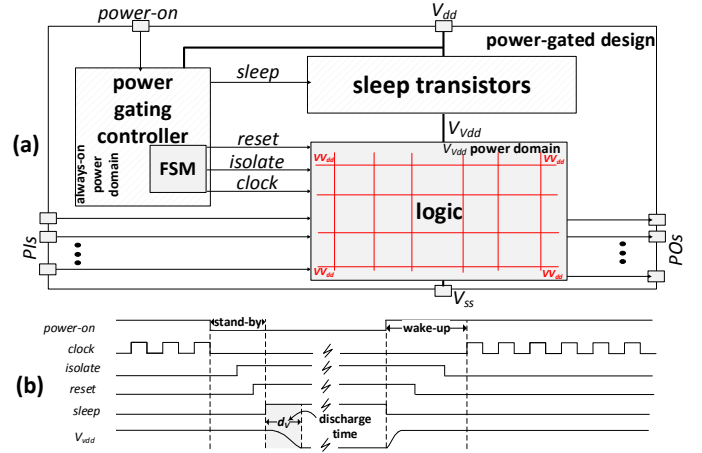 power-on
Vdd
power-gated design
power gating controller
sleep
sleep transistors
(a)
always-on power domain
FSM
reset
isolate
clock
VVdd
VVdd power domain
VVdd
VVdd
logic
VVdd
VVdd
PIs
POs
Vss
(b)
power-on
stand-by
wake-up
clock
isolate
reset
sleep
dv
discharge time
Vvdd